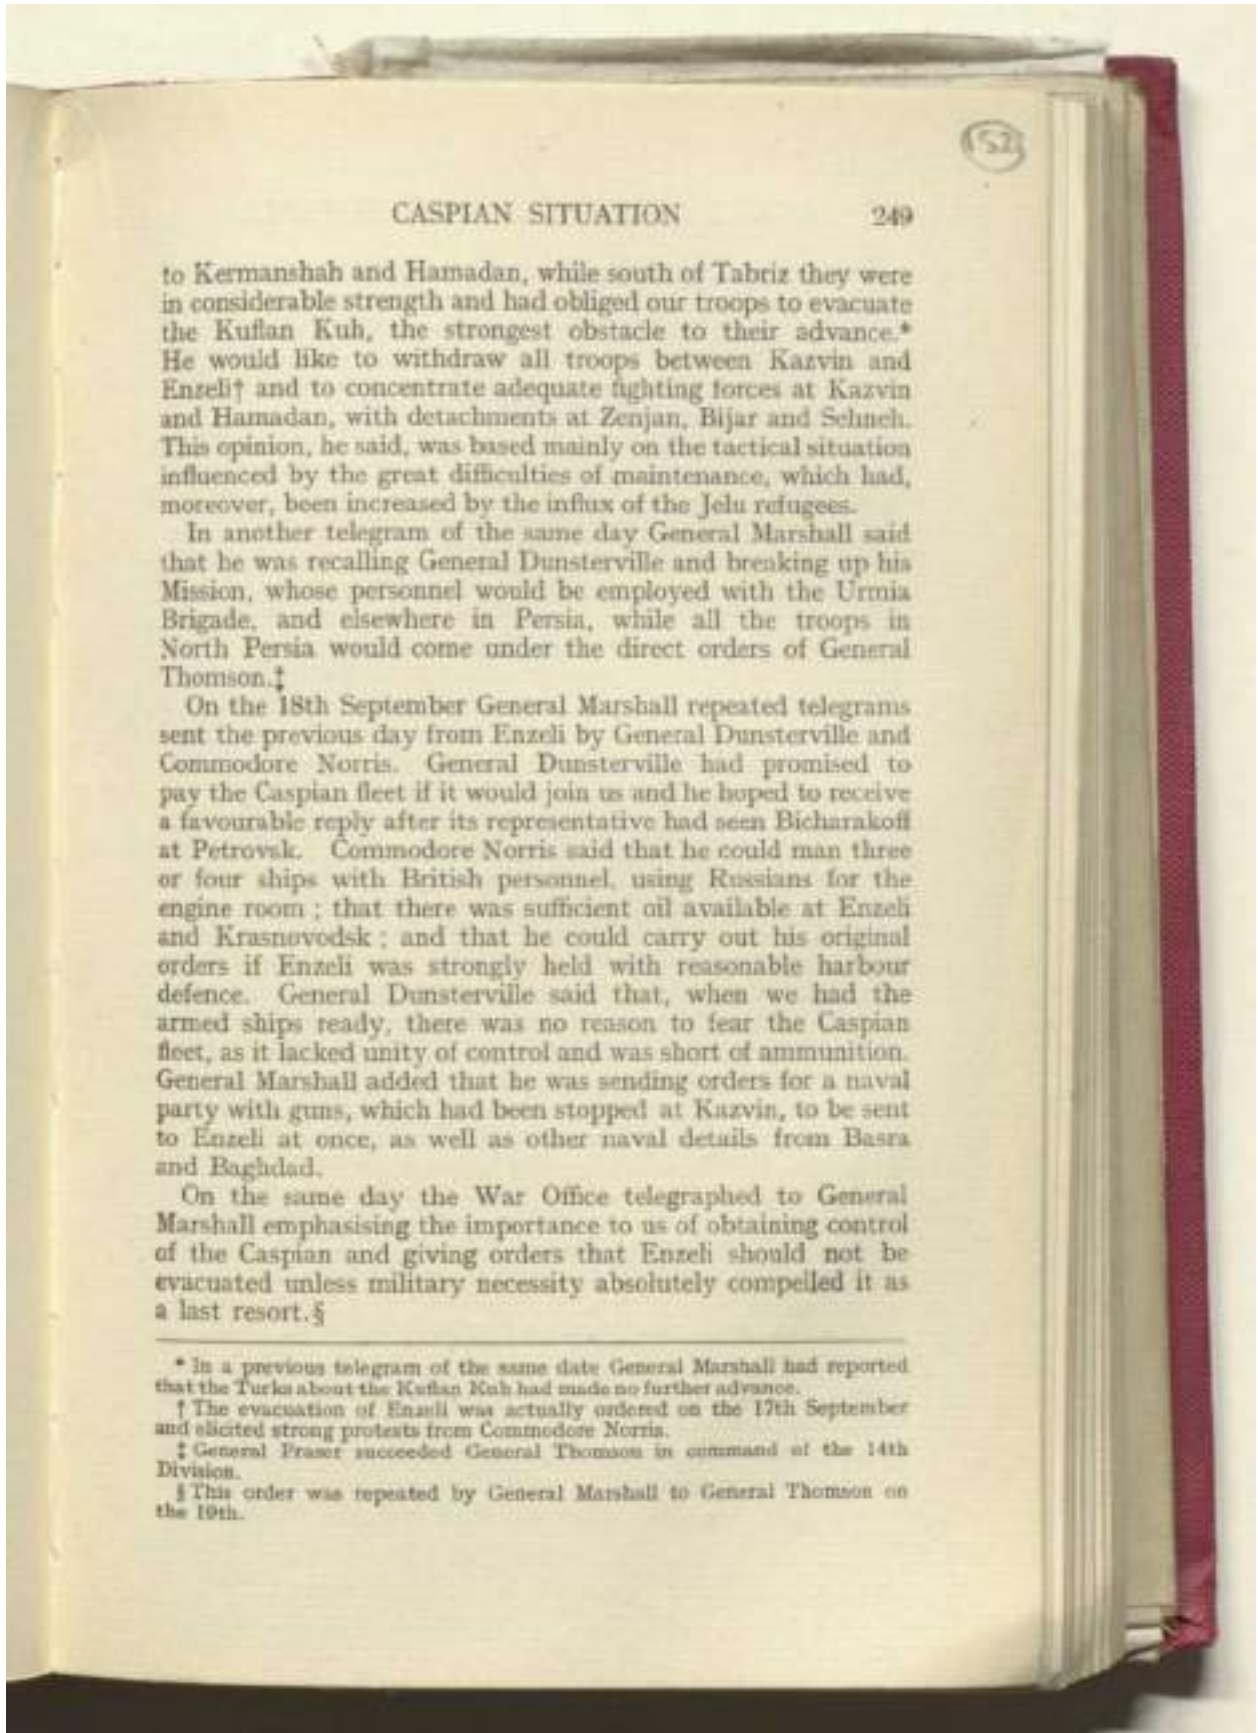 152
CASPIAN SITUATION 249
to Kermanshah and Hamadan, while south of Tabriz they were
in considerable strength and had obliged our troops to evacuate
the Kuflan Kuh, the strongest obstacle to their advance.*
He would like to withdraw all troops between Kazvin and
Enzeli† and to concentrate adequate fighting forces at Kazvin
and Hamadan, with detachments at Zenjan, Bijar and Sehneh.
This opinion, he said, was based mainly on the tactical situation
influenced by the great difficulties of maintenance, which had,
moreover, been increased by the influx of the Jelu refugees.
In another telegram of the same day General Marshall said
that he was recalling General Dunsterville and breaking up his
Mission, whose personnel would be employed with the Urmia
Brigade, and elsewhere in Persia, while all the troops in
North Persia would come under the direct orders of General
Thomson.‡
On the 18th September General Marshall repeated telegrams
sent the previous day from Enzeli by General Dunsterville and
Commodore Norris. General Dunsterville had promised to
pay the Caspian fleet if it would join us and he hoped to receive
a favourable reply after its representative had seen Bicharakoff
at Petrovsk. Commodore Norris said that he could man three
or four ships with British personnel, using Russians for the
engine room ; that there was sufficient oil available at Enzeli
and Krasnovodsk ; and that he could carry out his original
orders if Enzeli was strongly held with reasonable harbour
defence. General Dunsterville said that, when we had the
armed ships ready, there was no reason to fear the Caspian
fleet, as it lacked unity of control and was short of ammunition.
General Marshall added that he was sending orders for a naval
party with guns, which had been stopped at Kazvin, to be sent
to Enzeli at once, as well as other naval details from Basra
and Baghdad.
On the same day the War Office telegraphed to General
Marshall emphasising the importance to us of obtaining control
of the Caspian and giving orders that Enzeli should not be
evacuated unless military necessity absolutely compelled it as
a last resort.§
* In a previous telegram of the same date General Marshall had reported
that the Turks about the Kuflan Kuh had made no further advance.
† The evacuation of Enzeli was actually ordered on the 17th September
and elicited strong protests from Commodore Norris.
‡ General Fraser succeeded General Thomson in command of the 14th
Division.
§ This order was repeated by General Marshall to General Thomson on
the 19th.